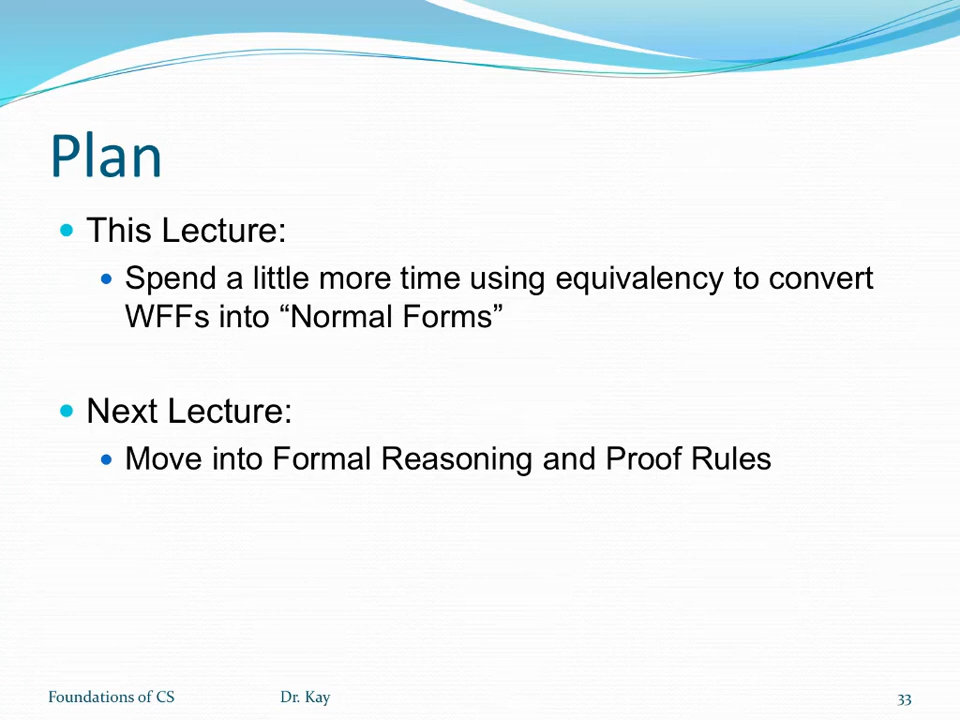 Plan
This Lecture:
Spend a little more time using equivalency to convert
WFFs into “Normal Forms”
Next Lecture:
Move into Formal Reasoning and Proof Rules
Foundations of CS Dr. Kay 33